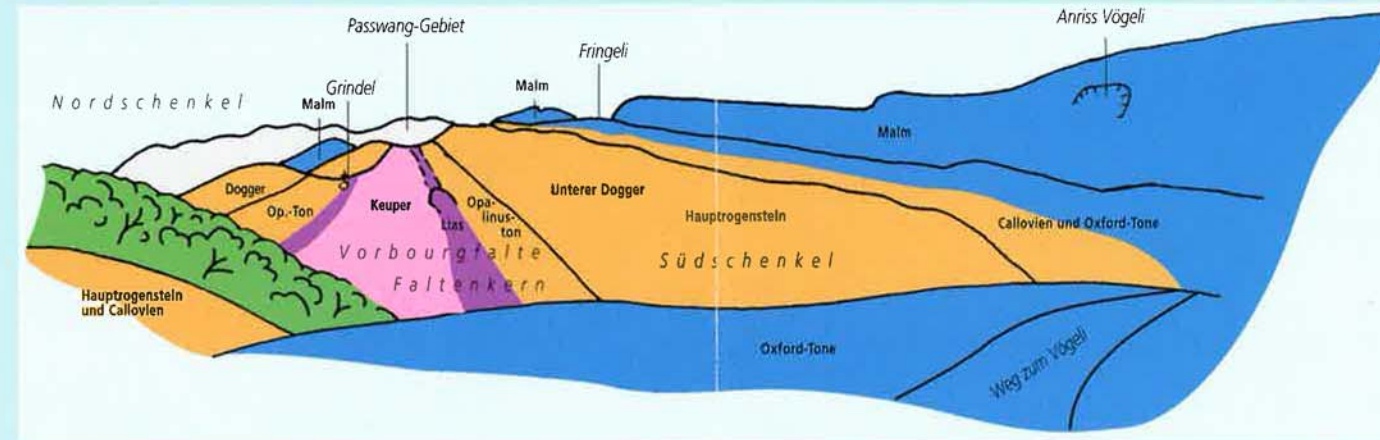 Passwang-Gebiet
Anriss Vögeli
Fringeli
Grindel
Nordschenkel
Malm
Malm
Malm
Dogger
Unterer Dogger
Op.-Ton
Keuper
Opa-
linus-
ton
Lias
Hauptrogenstein
Callovien und Oxford-Tone
Vorbourgfalte
Faltenkern
Südschenkel
Hauptrogenstein
und Callovien
Oxford-Tone
Weg zum Vögeli